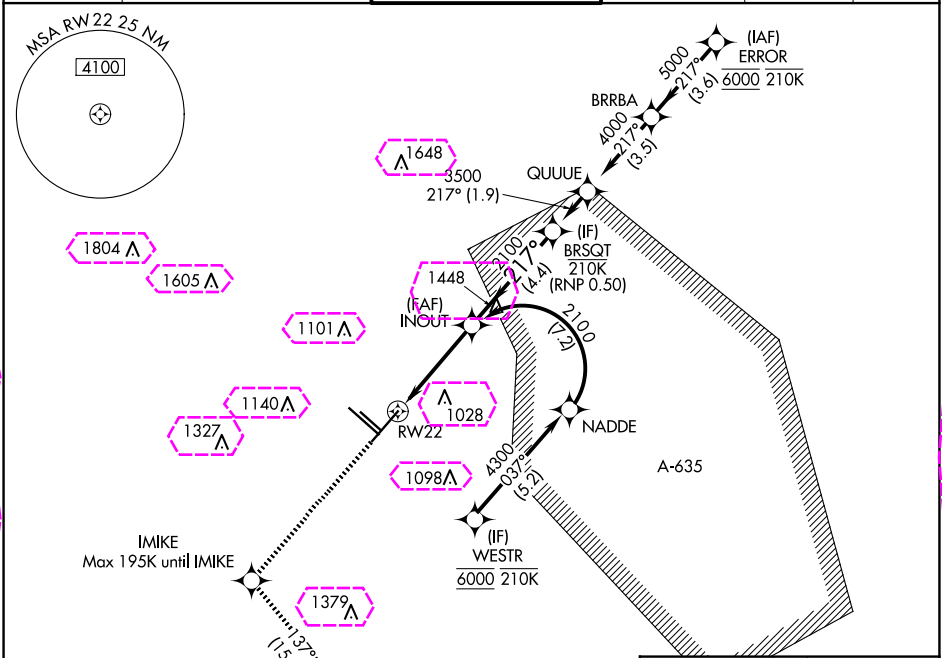 MSA RW22 25 NM
4100
(IAF)
ERROR
6000 210K
5000
217°
(3.6)
BRRBA
4000
217°
(3.5)
1648
QUUUE
3500
217° (1.9)
(IF)
BRSQT
210K
(RNP 0.50)
2100
217°
(4.4)
1804
1605
1448
(FAF)
INOUT
1101
2100
(7.2)
1140
1028
1327
RW22
NADDE
1098
4300
037°
(5.2)
A-635
(IF)
WESTR
6000 210K
IMIKE
Max 195K until IMIKE
1379
137°